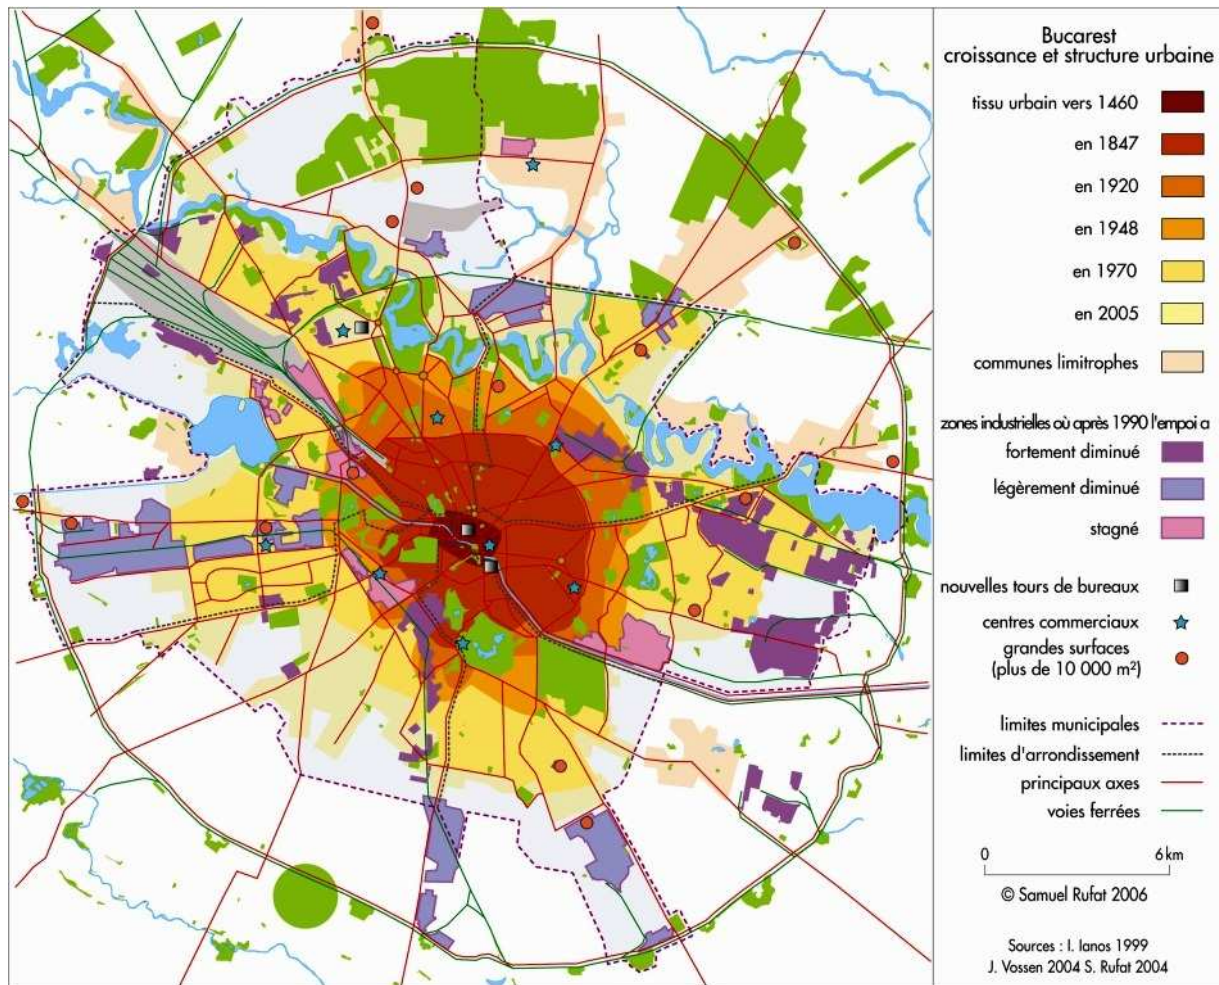 Bucarest
croissance et structure urbaine
tissu urbain vers 1460
en 1847
en 1920
en 1948
en 1970
en 2005
communes limitrophes
zones industrielles où après 1990 l'empoi a
fortement diminué
légèrement diminué
stagné
nouvelles tours de bureaux
centres commerciaux
grandes surfaces
(plus de 10 000 m²)
limites municipales
limites d'arrondissement
principaux axes
voies ferrées
0 6 km
© Samuel Rufat 2006
Sources : I. Ianos 1999
J. Vossen 2004 S. Rufat 2004